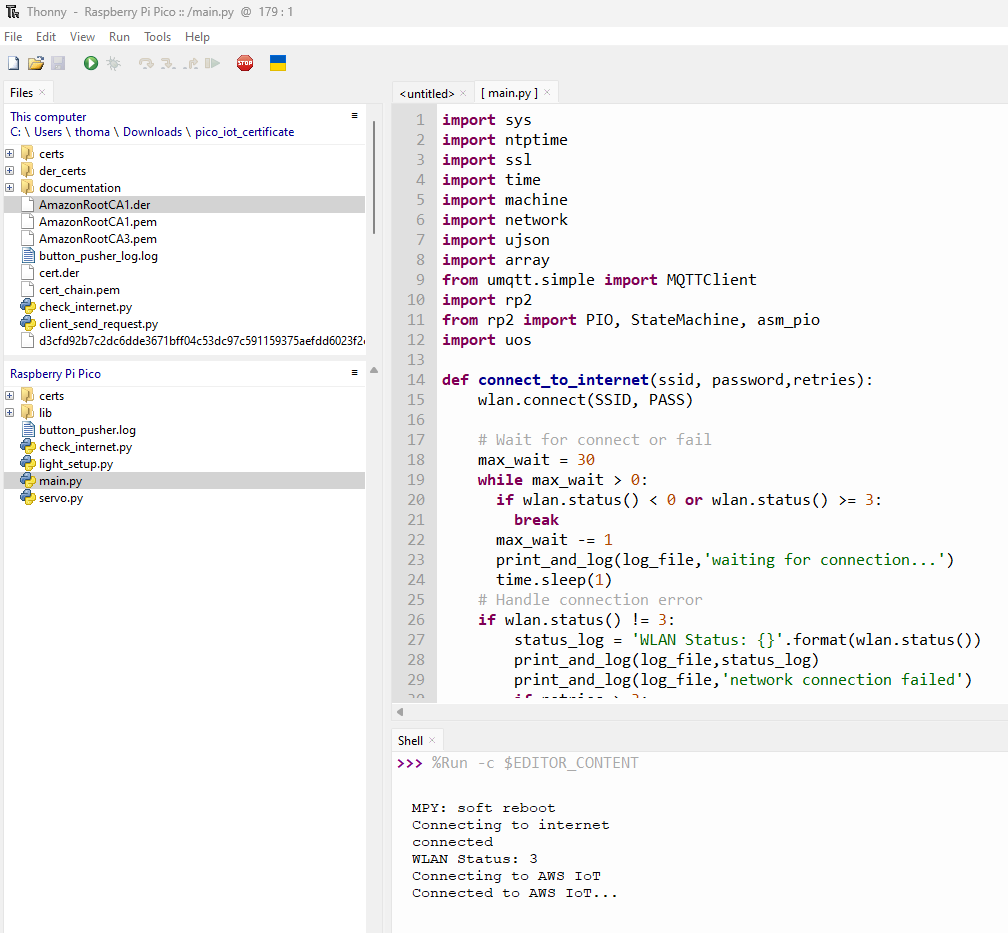 Thonny - Raspberry Pi Pico :: /main.py @ 179 : 1
File Edit View Run Tools Help
STOP
Files
This computer
C: \ Users \ thoma \ Downloads \ pico_iot_certificate
certs
der_certs
documentation
AmazonRootCA1.der
AmazonRootCA1.pem
AmazonRootCA3.pem
button_pusher_log.log
cert.der
cert_chain.pem
check_internet.py
client_send_request.py
d3cfd92b7c2dc6dde3671bff04c53dc97c591159375aefdd6023f2
Raspberry Pi Pico
certs
lib
button_pusher.log
check_internet.py
light_setup.py
main.py
servo.py
<untitled> [ main.py ]
1 import sys
2 import ntptime
3 import ssl
4 import time
5 import machine
6 import network
7 import ujson
8 import array
9 from umqtt.simple import MQTTClient
10 import rp2
11 from rp2 import PIO, StateMachine, asm_pio
12 import uos
13
14 def connect_to_internet(ssid, password,retries):
15     wlan.connect(SSID, PASS)
16
17     # Wait for connect or fail
18     max_wait = 30
19     while max_wait > 0:
20       if wlan.status() < 0 or wlan.status() >= 3:
21         break
22       max_wait -= 1
23       print_and_log(log_file,'waiting for connection...')
24       time.sleep(1)
25     # Handle connection error
26     if wlan.status() != 3:
27         status_log = 'WLAN Status: {}'.format(wlan.status())
28         print_and_log(log_file,status_log)
29         print_and_log(log_file,'network connection failed')
Shell
>>> %Run -c $EDITOR_CONTENT
MPY: soft reboot
Connecting to internet
connected
WLAN Status: 3
Connecting to AWS IoT
Connected to AWS IoT...